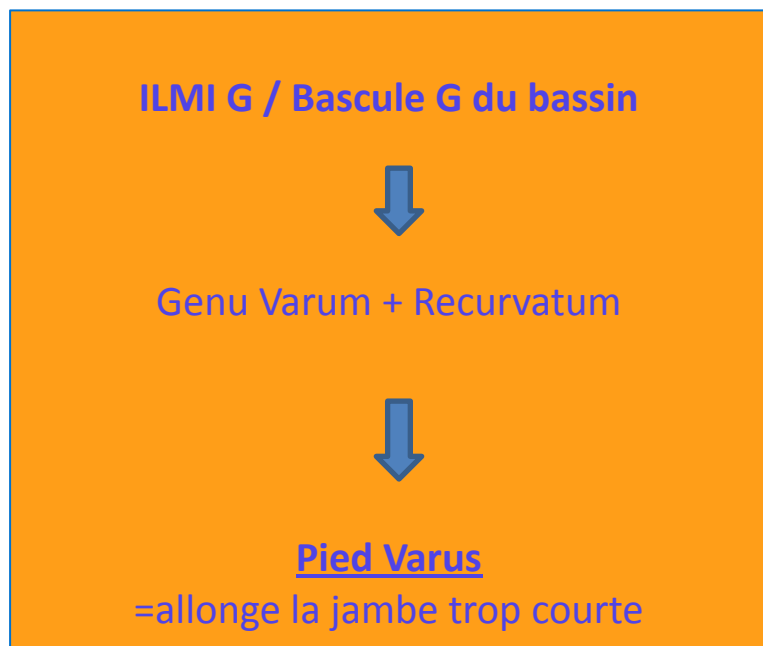 ILMI G / Bascule G du bassin
Genu Varum + Recurvatum
Pied Varus
=allonge la jambe trop courte